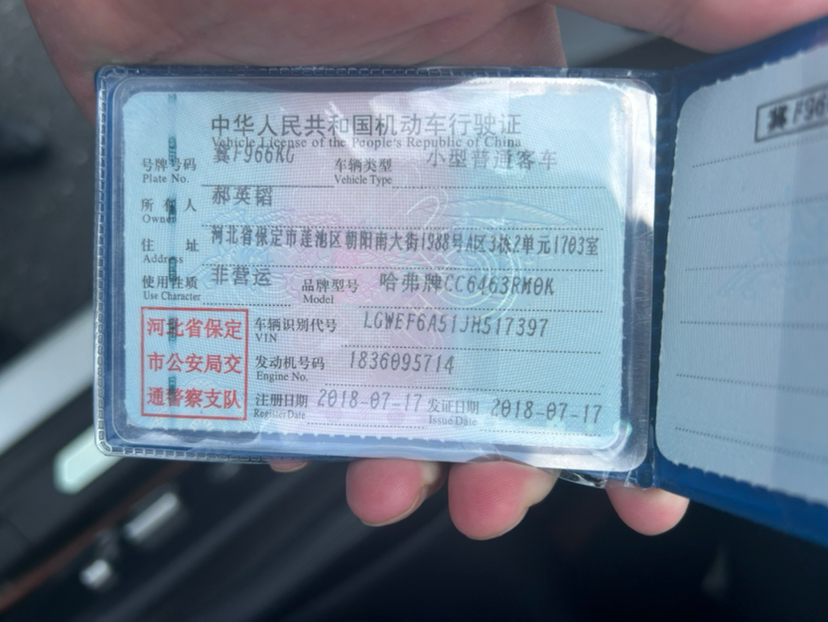 中华人民共和国机动车行驶证
Vehicle License of the People's Republic of China
号牌号码 冀F966KG 车辆类型 小型普通客车
Plate No. Vehicle Type
所有人 郝英韬
Owner
住址 河北省保定市莲池区朝阳南大街1988号A区3栋2单元1703室
Address
使用性质 非营运 品牌型号 哈弗牌CC6463RM0K
Use Character Model
车辆识别代号 LGWEF6A51JH517397
VIN
发动机号码 1836095714
Engine No.
注册日期 2018-07-17 发证日期 2018-07-17
Register Date Issue Date
河北省保定
市公安局交
通警察支队
冀F96